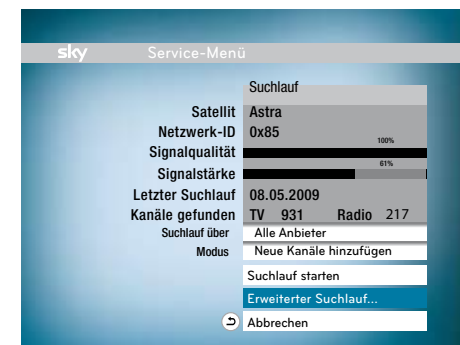 sky Service-Menü
Suchlauf
Satellit Astra
Netzwerk-ID 0x85
100%
Signalqualität
61%
Signalstärke
Letzter Suchlauf 08.05.2009
Kanäle gefunden TV 931 Radio 217
Suchlauf über Alle Anbieter
Modus Neue Kanäle hinzufügen
Suchlauf starten
Erweiterter Suchlauf...
Abbrechen